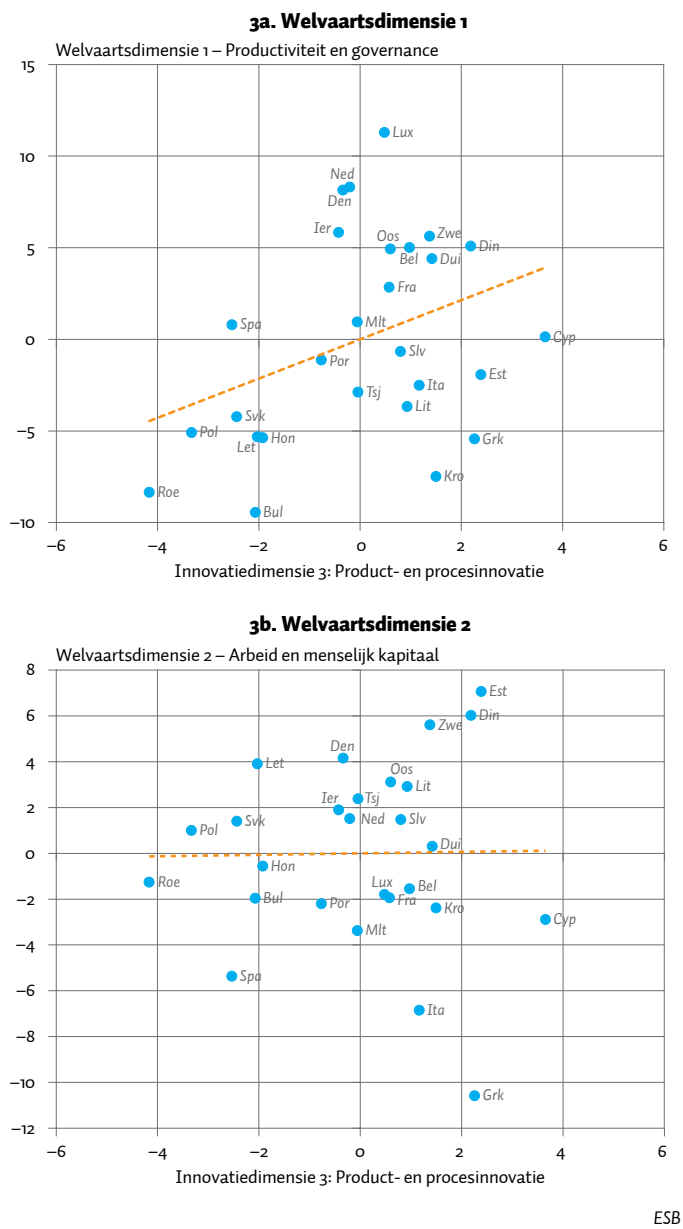 3a. Welvaartsdimensie 1
Welvaartsdimensie 1 – Productiviteit en governance
15
Lux
10
Ned
Den
Ier
Oos
Zwe
Din
5
Bel
Dui
Fra
Spa
Mlt
0
Cyp
Por
Slv
Est
Tsj
Ita
Lit
Svk
–5
Pol
Let
Hon
Grk
Kro
Roe
Bul
–10
–6
–4
–2
0
2
4
6
Innovatiedimensie 3: Product- en procesinnovatie
3b. Welvaartsdimensie 2
Welvaartsdimensie 2 – Arbeid en menselijk kapitaal
8
Est
6
Din
Zwe
Den
4
Let
Oos
Lit
Ier
Tsj
2
Svk
Ned
Slv
Pol
Dui
0
Hon
Roe
Lux
Bel
–2
Bul
Por
Fra
Kro
Cyp
Mlt
–4
Spa
–6
Ita
–8
–10
Grk
–12
–6
–4
–2
0
2
4
6
Innovatiedimensie 3: Product- en procesinnovatie
ESB